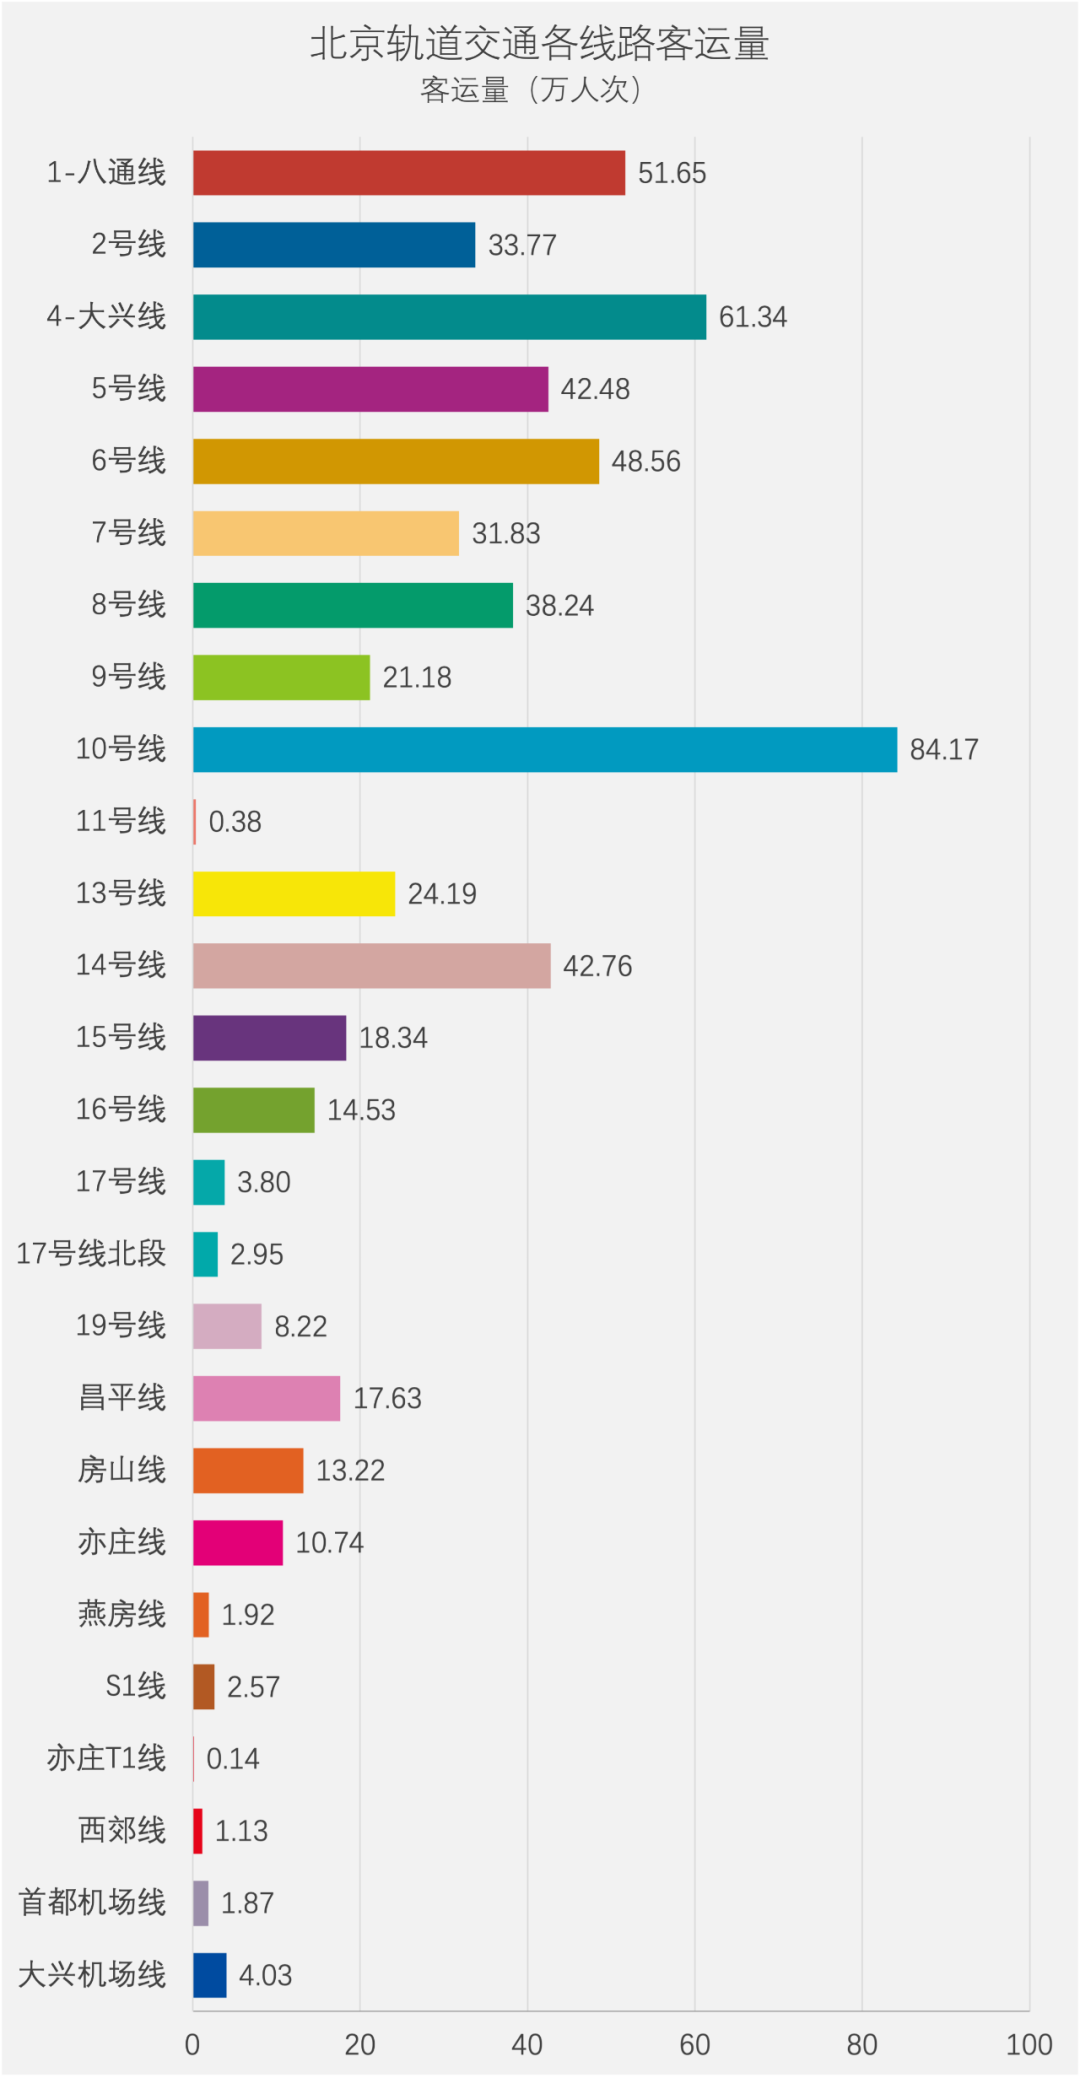 北京轨道交通各线路客运量
客运量（万人次）
1-八通线 51.65
2号线 33.77
4-大兴线 61.34
5号线 42.48
6号线 48.56
7号线 31.83
8号线 38.24
9号线 21.18
10号线 84.17
11号线 0.38
13号线 24.19
14号线 42.76
15号线 18.34
16号线 14.53
17号线 3.80
17号线北段 2.95
19号线 8.22
昌平线 17.63
房山线 13.22
亦庄线 10.74
燕房线 1.92
S1线 2.57
亦庄T1线 0.14
西郊线 1.13
首都机场线 1.87
大兴机场线 4.03
0 20 40 60 80 100